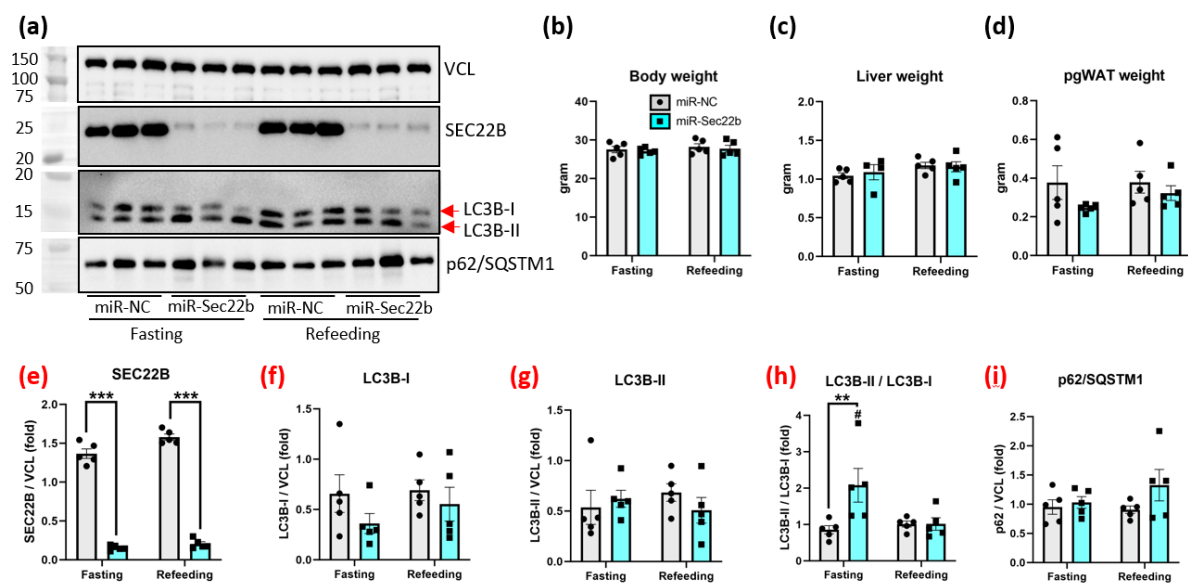 (a)
150
100
75
VCL
25
20
SEC22B
20
15
LC3B-I
LC3B-II
75
50
p62/SQSTM1
miR-NC miR-Sec22b miR-NC miR-Sec22b
Fasting Refeeding
(b)
Body weight
miR-NC
miR-Sec22b
gram
40
30
20
10
0
Fasting Refeeding
(c)
Liver weight
gram
2.0
1.5
1.0
0.5
0.0
Fasting Refeeding
(d)
pgWAT weight
gram
0.8
0.6
0.4
0.2
0.0
Fasting Refeeding
(e)
SEC22B
SEC22B / VCL (fold)
2.0
1.5
1.0
0.5
0.0
*** ***
Fasting Refeeding
(f)
LC3B-I
LC3B-I / VCL (fold)
1.5
1.0
0.5
0.0
Fasting Refeeding
(g)
LC3B-II
LC3B-II / VCL (fold)
1.5
1.0
0.5
0.0
Fasting Refeeding
(h)
LC3B-II / LC3B-I
LC3B-II / LC3B-I (fold)
4
3
2
1
0
**
#
Fasting Refeeding
(i)
p62/SQSTM1
p62 / VCL (fold)
2.5
2.0
1.5
1.0
0.5
0.0
Fasting Refeeding